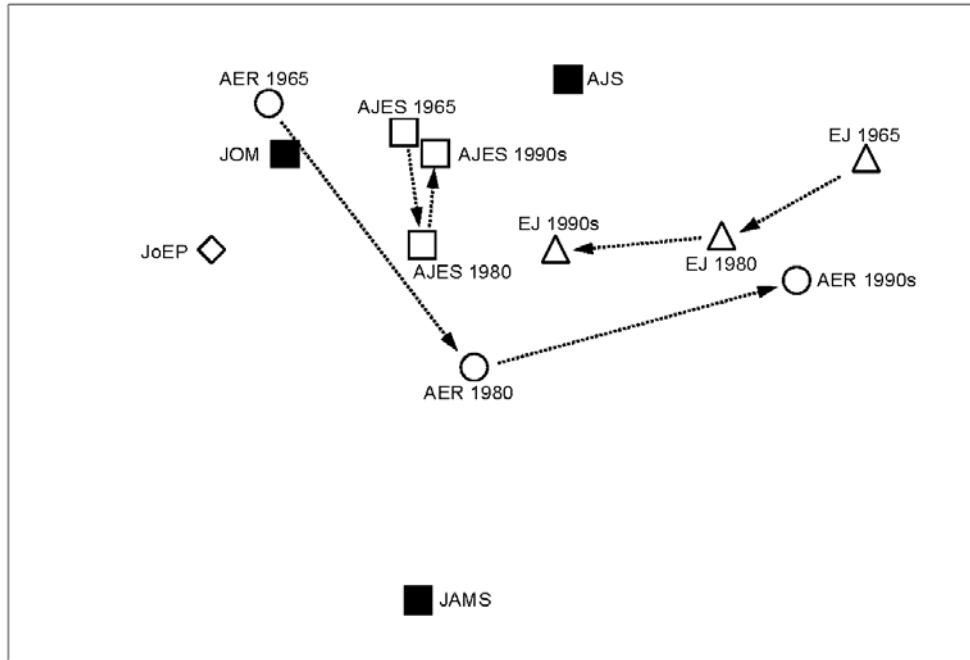 AER 1965
AJS
AJES 1965
EJ 1965
JOM
AJES 1990s
EJ 1990s
JoEP
EJ 1980
AJES 1980
AER 1990s
AER 1980
JAMS